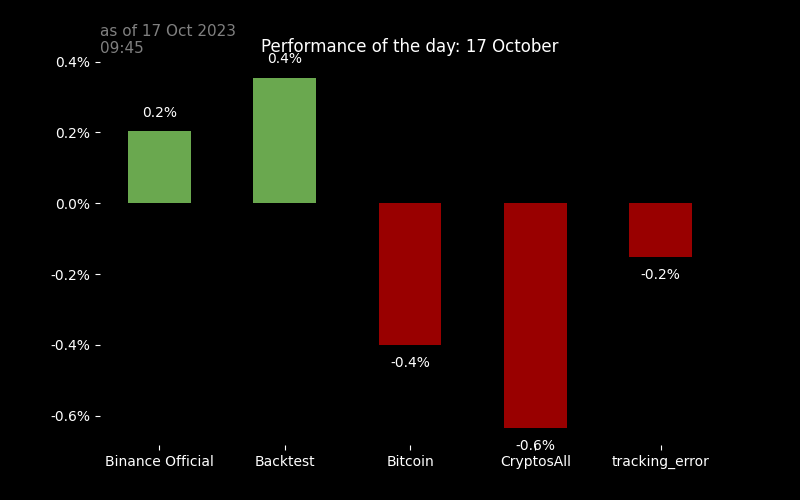 as of 17 Oct 2023
09:45
Performance of the day: 17 October
0.4%
0.2%
0.0%
-0.2%
-0.4%
-0.6%
0.2%
0.4%
-0.4%
-0.6%
-0.2%
Binance Official
Backtest
Bitcoin
CryptosAll
tracking_error